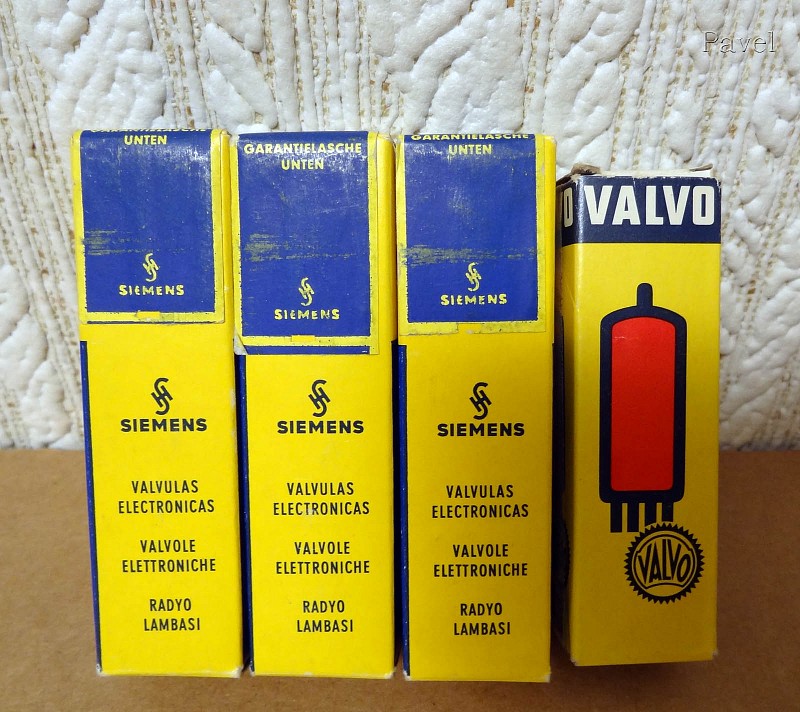 Pavel
GARANTIELASCHE
UNTEN
SIEMENS
SIEMENS
VALVULAS
ELECTRONICAS
VALVOLE
ELETTRONICHE
RADYO
LAMBASI
GARANTIELASCHE
UNTEN
SIEMENS
SIEMENS
VALVULAS
ELECTRONICAS
VALVOLE
ELETTRONICHE
RADYO
LAMBASI
GARANTIELASCHE
UNTEN
SIEMENS
SIEMENS
VALVULAS
ELECTRONICAS
VALVOLE
ELETTRONICHE
RADYO
LAMBASI
VALVO
VALVO